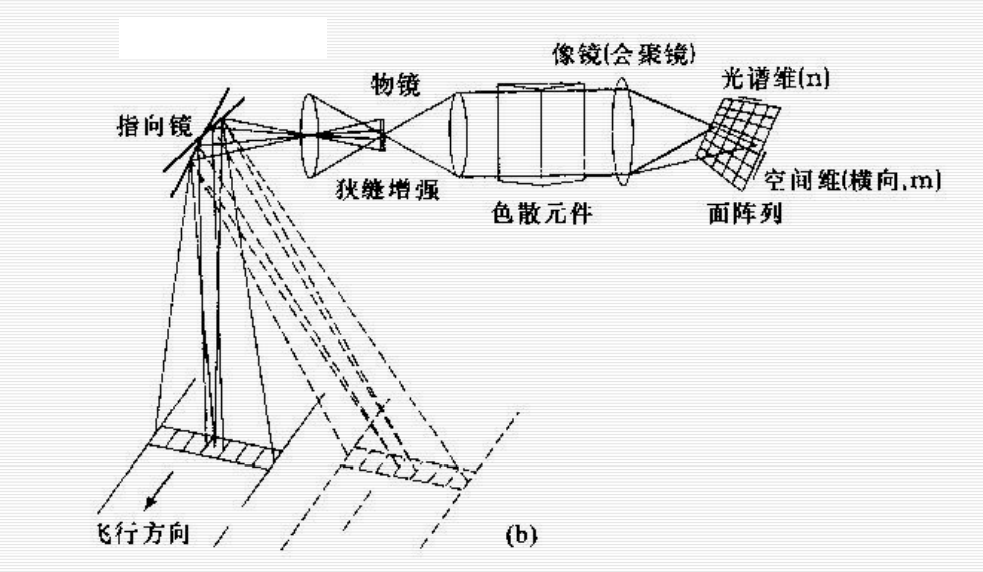 像镜(会聚镜)
物镜
光谱维(n)
指向镜
狭缝增强
空间维(横向,m)
色散元件
面阵列
飞行方向
(b)